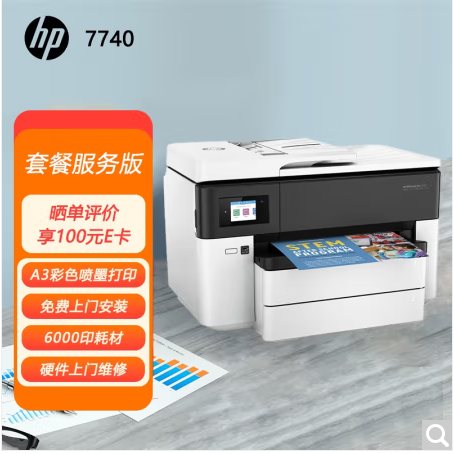 hp 7740
套餐服务版
晒单评价
享100元E卡
A3彩色喷墨打印
免费上门安装
6000印耗材
硬件上门维修
STEM
AFTER SCHOOL
PROGRAM